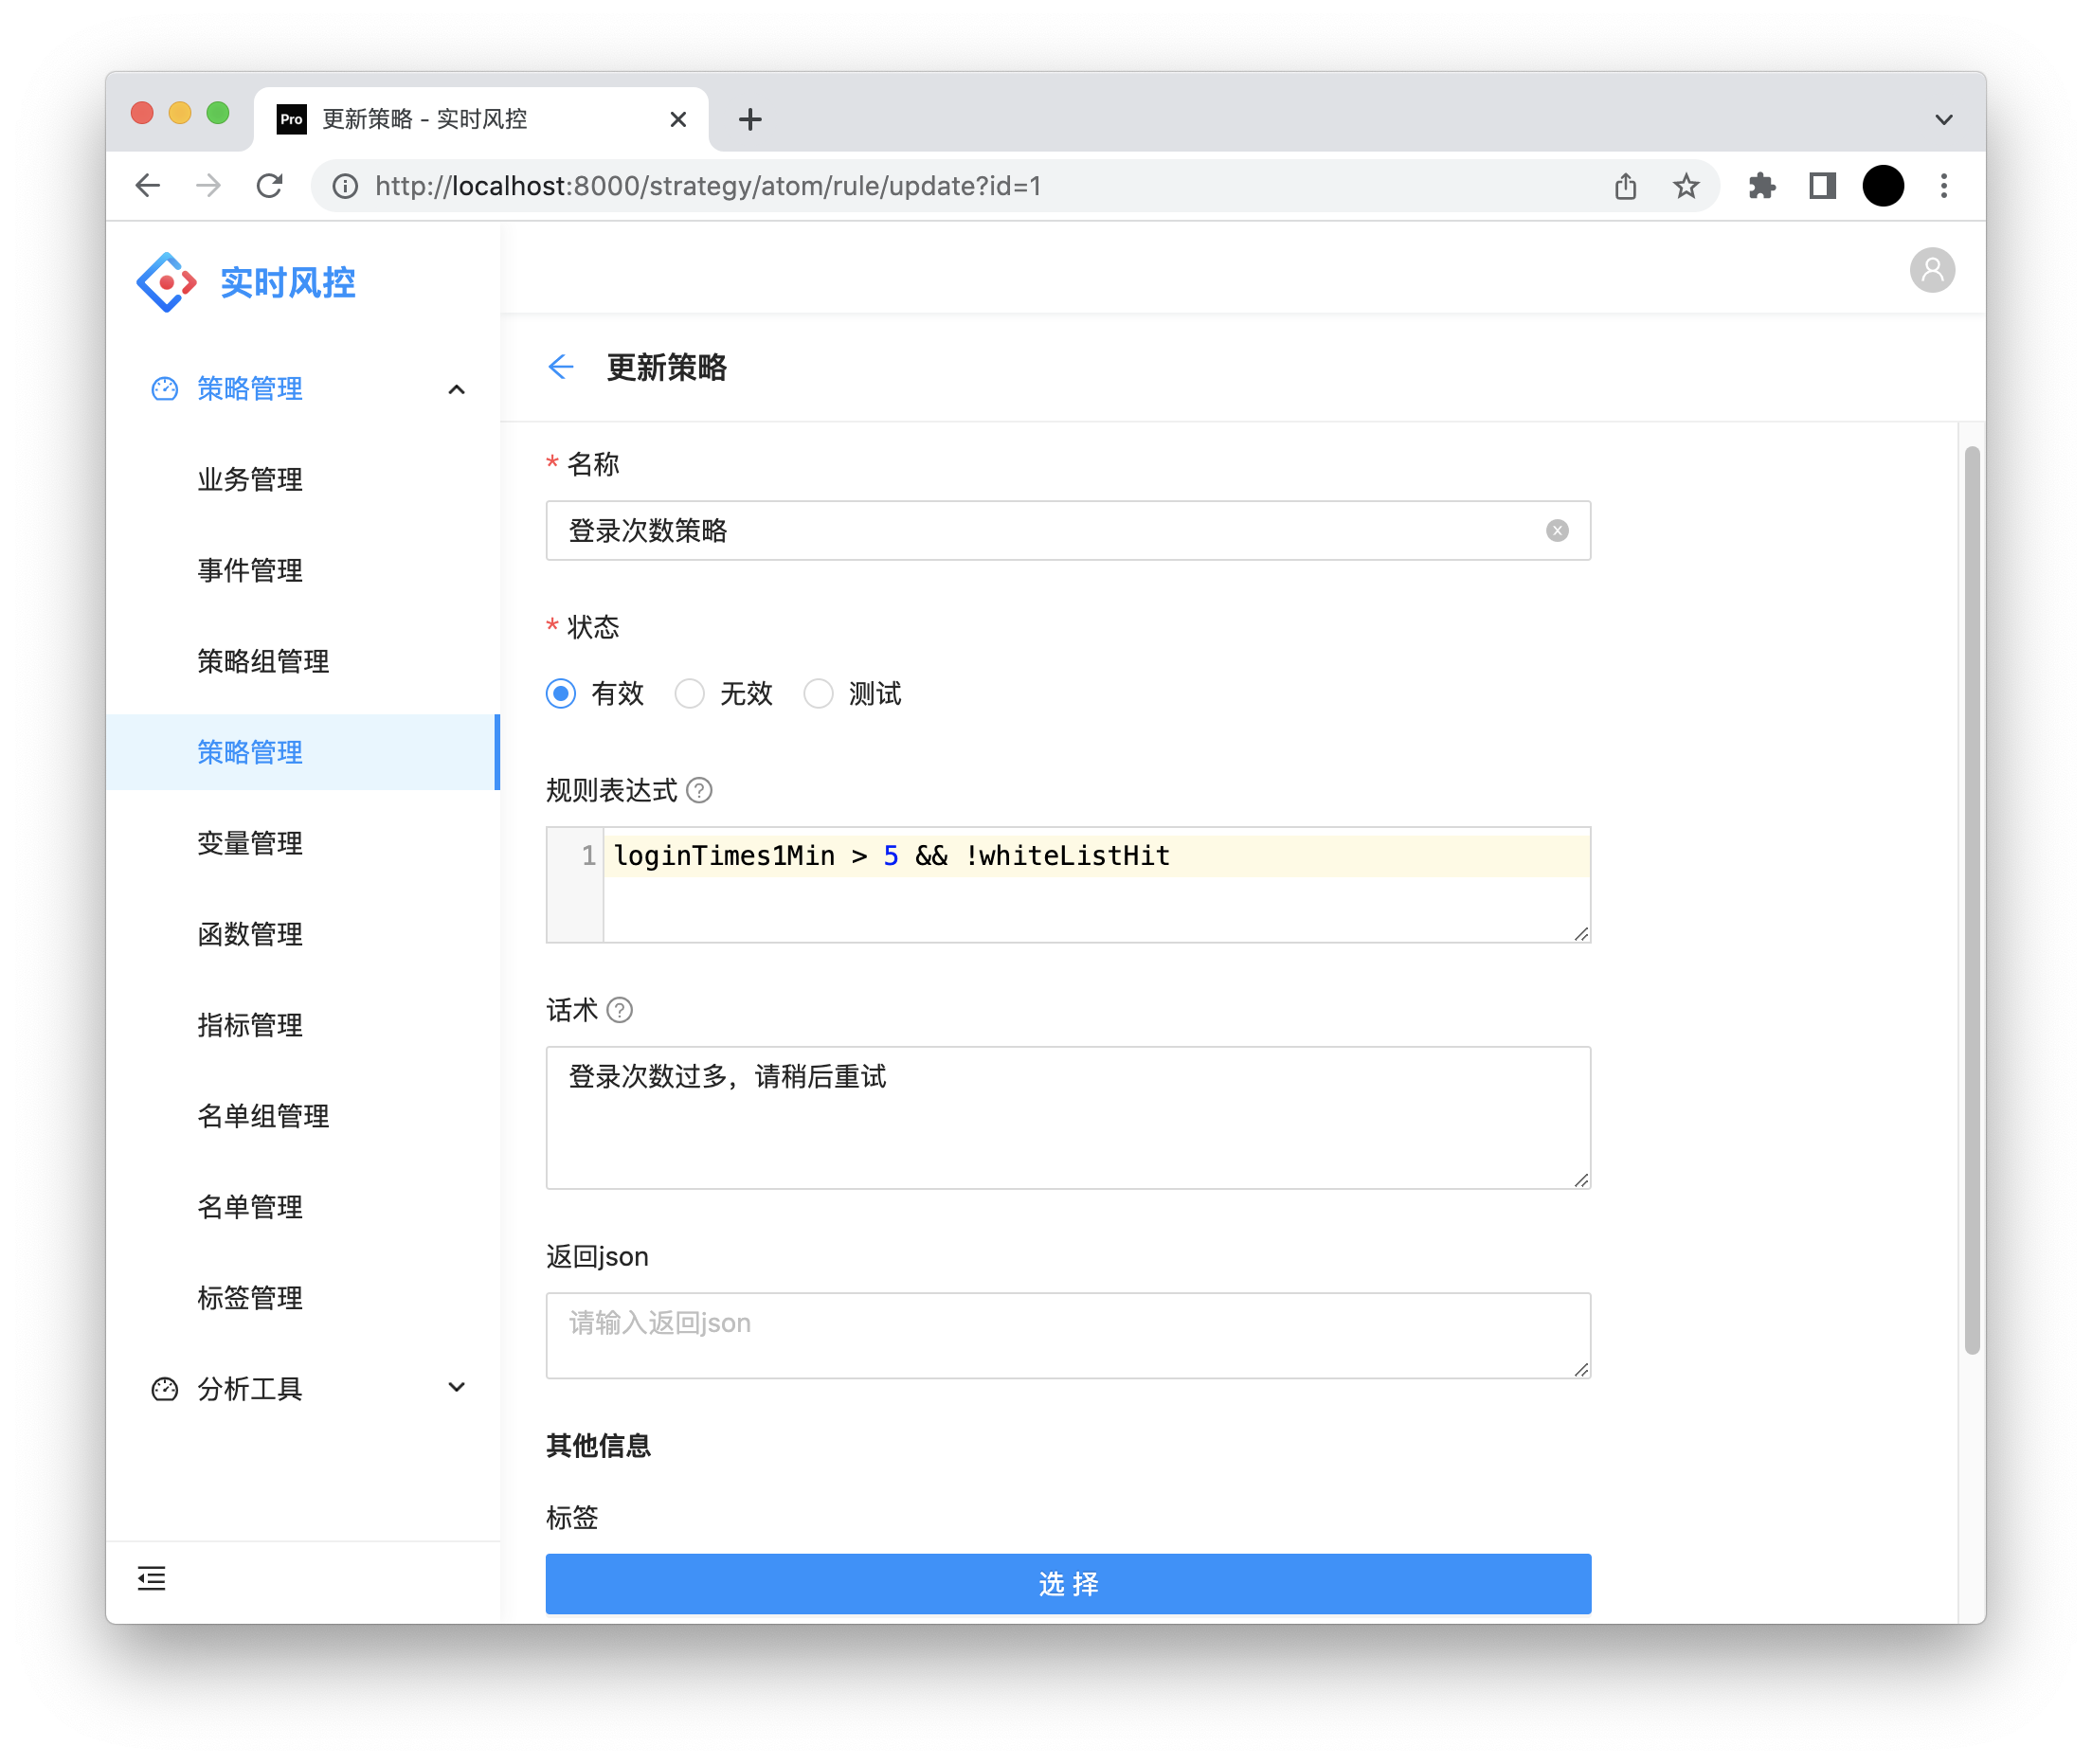 Pro 更新策略 - 实时风控
http://localhost:8000/strategy/atom/rule/update?id=1
实时风控
策略管理
业务管理
事件管理
策略组管理
策略管理
变量管理
函数管理
指标管理
名单组管理
名单管理
标签管理
分析工具
更新策略
* 名称
登录次数策略
* 状态
有效 无效 测试
规则表达式 ?
1 loginTimes1Min > 5 && !whiteListHit
话术 ?
登录次数过多，请稍后重试
返回json
请输入返回json
其他信息
标签
选 择